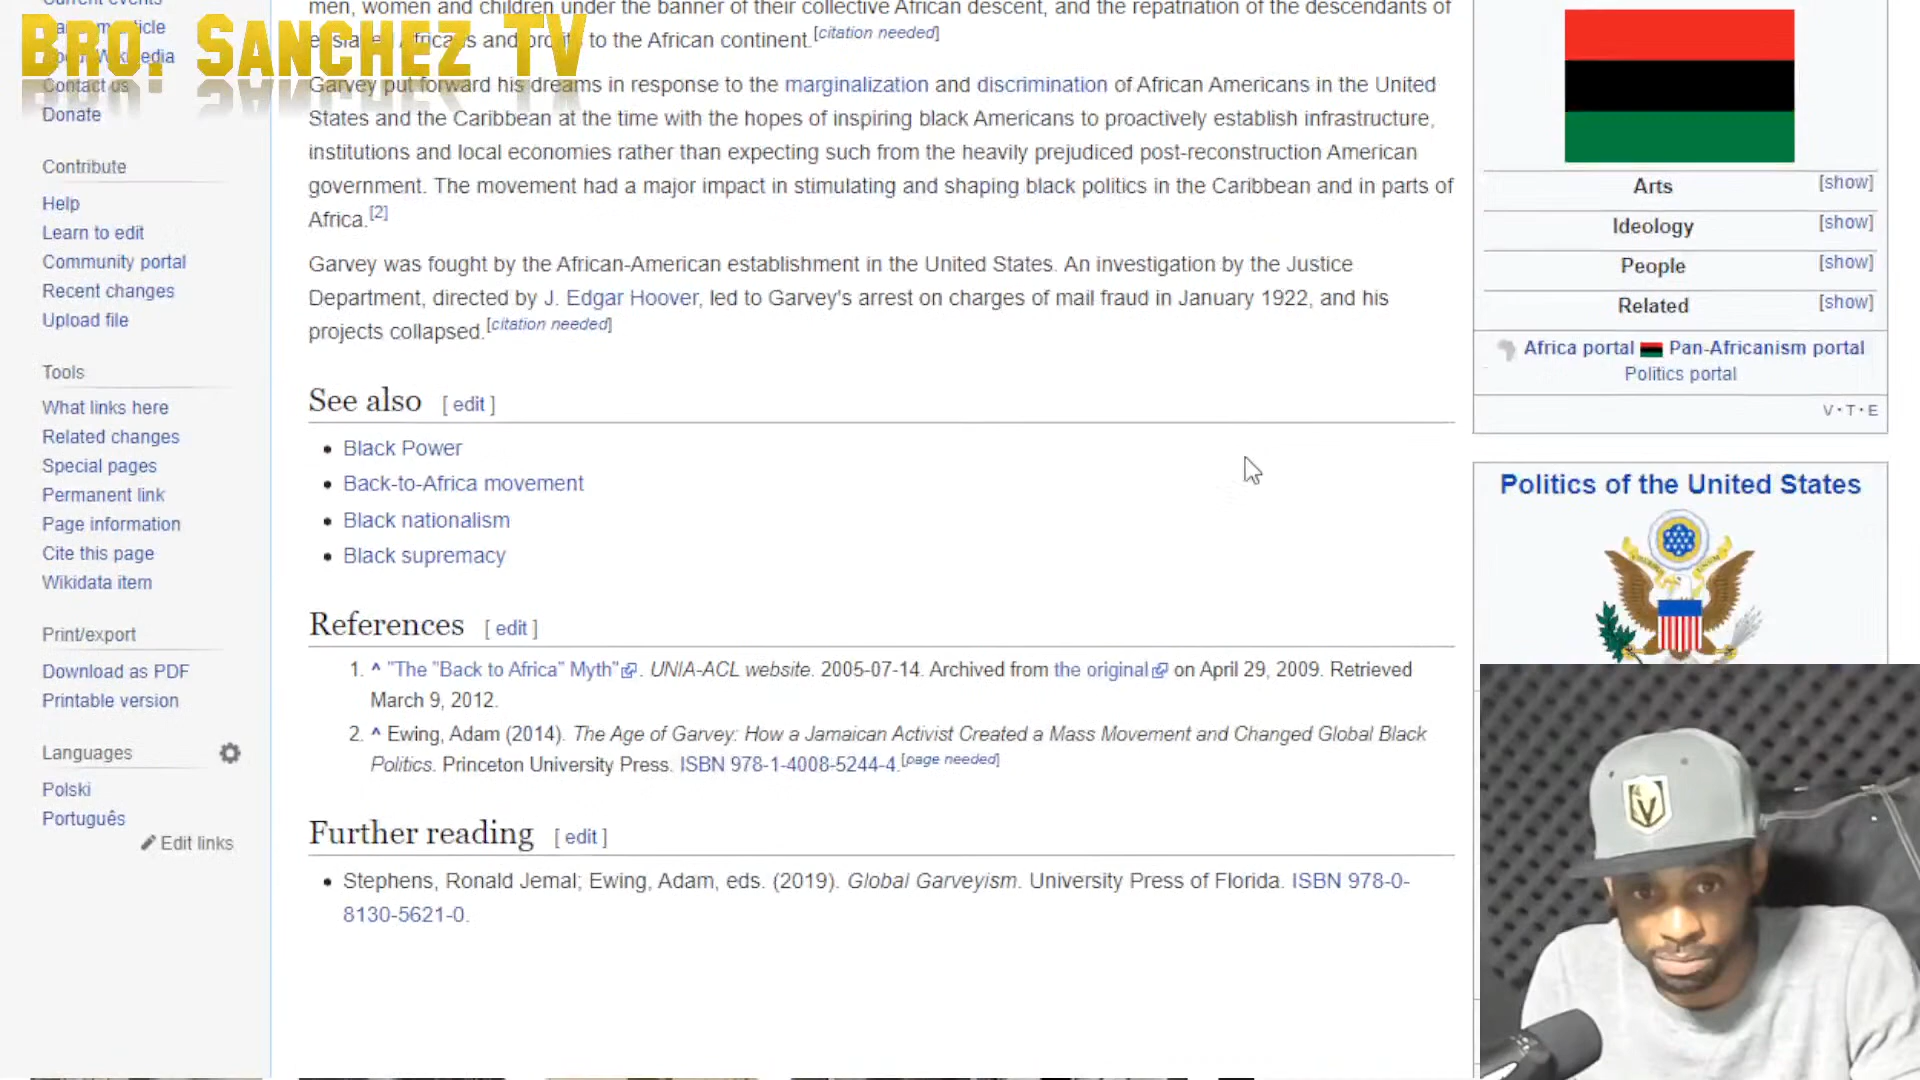 BRO. SANCHEZ TV
men, women and children under the banner of their collective African descent, and the repatriation of the descendants of
and profits to the African continent.[citation needed]
Garvey put forward his dreams in response to the marginalization and discrimination of African Americans in the United
States and the Caribbean at the time with the hopes of inspiring black Americans to proactively establish infrastructure,
institutions and local economies rather than expecting such from the heavily prejudiced post-reconstruction American
government. The movement had a major impact in stimulating and shaping black politics in the Caribbean and in parts of
Africa.[2]
Garvey was fought by the African-American establishment in the United States. An investigation by the Justice
Department, directed by J. Edgar Hoover, led to Garvey's arrest on charges of mail fraud in January 1922, and his
projects collapsed.[citation needed]
See also [ edit ]
• Black Power
• Back-to-Africa movement
• Black nationalism
• Black supremacy
References [ edit ]
1. ^ "The "Back to Africa" Myth". UNIA-ACL website. 2005-07-14. Archived from the original on April 29, 2009. Retrieved
March 9, 2012.
2. ^ Ewing, Adam (2014). The Age of Garvey: How a Jamaican Activist Created a Mass Movement and Changed Global Black
Politics. Princeton University Press. ISBN 978-1-4008-5244-4.[page needed]
Further reading [ edit ]
• Stephens, Ronald Jemal; Ewing, Adam, eds. (2019). Global Garveyism. University Press of Florida. ISBN 978-0-
8130-5621-0.
Current events
Contact us
Donate
Contribute
Help
Learn to edit
Community portal
Recent changes
Upload file
Tools
What links here
Related changes
Special pages
Permanent link
Page information
Cite this page
Wikidata item
Print/export
Download as PDF
Printable version
Languages
Polski
Português
Edit links
Arts [show]
Ideology [show]
People [show]
Related [show]
Africa portal Pan-Africanism portal
Politics portal
V·T·E
Politics of the United States
V